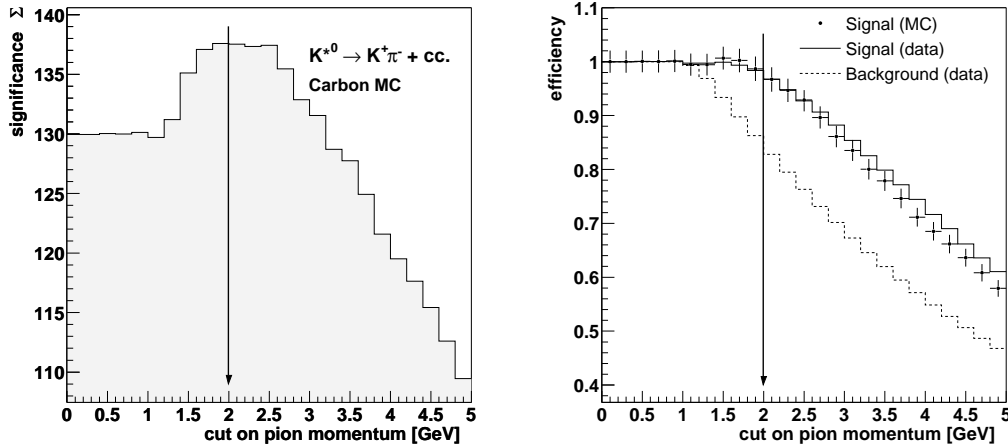 significance Σ
140
135
130
125
120
115
110
K*⁰ → K⁺π⁻ + cc.
Carbon MC
0 0.5 1 1.5 2 2.5 3 3.5 4 4.5 5
cut on pion momentum [GeV]
efficiency
1.1
1
0.9
0.8
0.7
0.6
0.5
0.4
Signal (MC)
Signal (data)
Background (data)
0 0.5 1 1.5 2 2.5 3 3.5 4 4.5 5
cut on pion momentum [GeV]